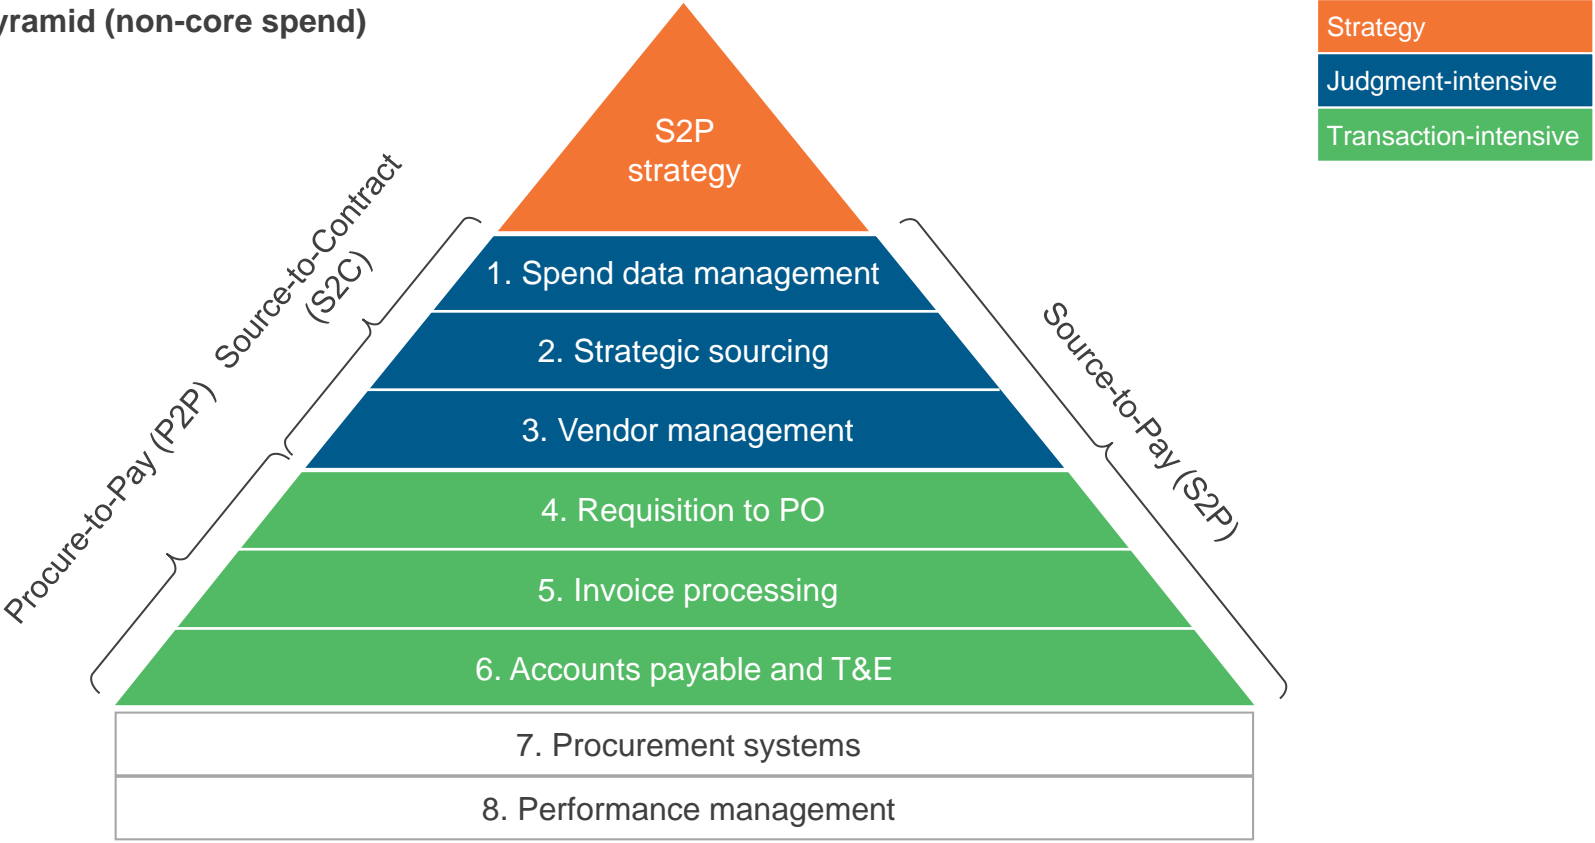 (non-core spend)
Strategy
Judgment-intensive
Transaction-intensive
S2P
strategy
Source-to-Contract
(S2C)
Procure-to-Pay (P2P)
Source-to-Pay (S2P)
1. Spend data management
2. Strategic sourcing
3. Vendor management
4. Requisition to PO
5. Invoice processing
6. Accounts payable and T&E
7. Procurement systems
8. Performance management